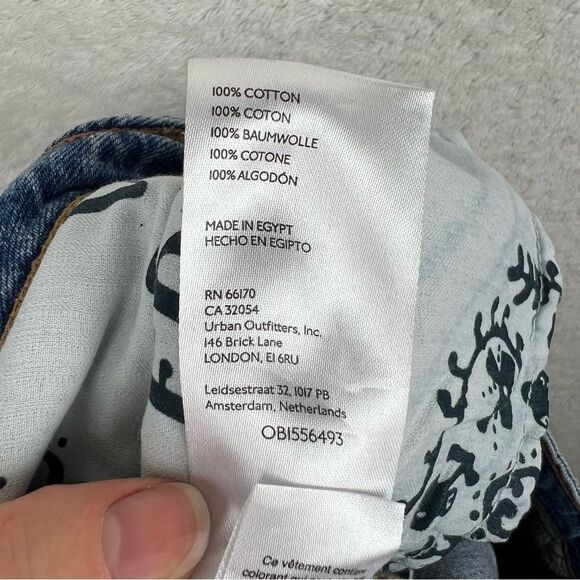 100% COTTON
100% COTON
100% BAUMWOLLE
100% COTONE
100% ALGODÓN
MADE IN EGYPT
HECHO EN EGIPTO
RN 66170
CA 32054
Urban Outfitters, Inc.
146 Brick Lane
LONDON, E1 6RU
Leidsestraat 32, 1017 PB
Amsterdam, Netherlands
OB1556493
Ce vêtement contient
colorant qui